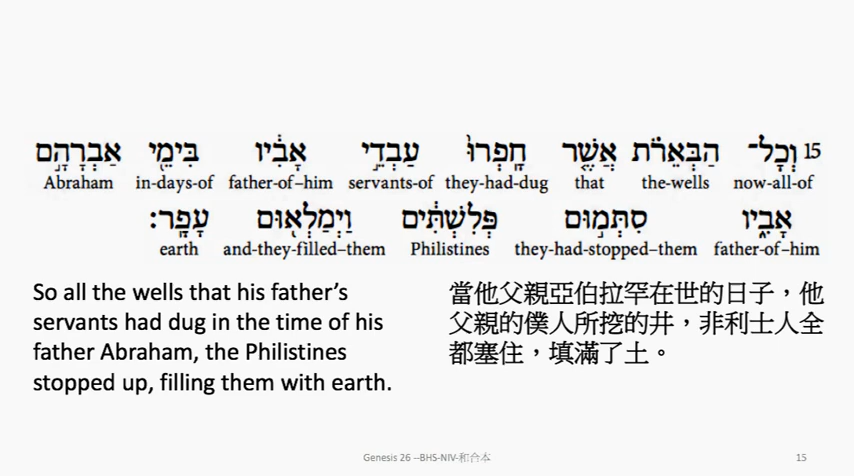 15 וְכָל־ הַבְּאֵרֹ֗ת אֲשֶׁ֤ר חָֽפְרוּ֙ עַבְדֵ֣י אָבִ֔יו בִּימֵ֖י אַבְרָהָ֣ם
now-all-of the-wells that they-had-dug servants-of father-of–him in-days-of Abraham
אָבִ֑יו סִתְּמ֣וּם פְּלִשְׁתִּ֔ים וַיְמַלְא֖וּם עָפָֽר׃
father-of–him they-had-stopped–them Philistines and-they-filled–them earth
So all the wells that his father’s
servants had dug in the time of his
father Abraham, the Philistines
stopped up, filling them with earth.
當他父親亞伯拉罕在世的日子，他
父親的僕人所挖的井，非利士人全
都塞住，填滿了土。
Genesis 26 --BHS-NIV-和合本
15